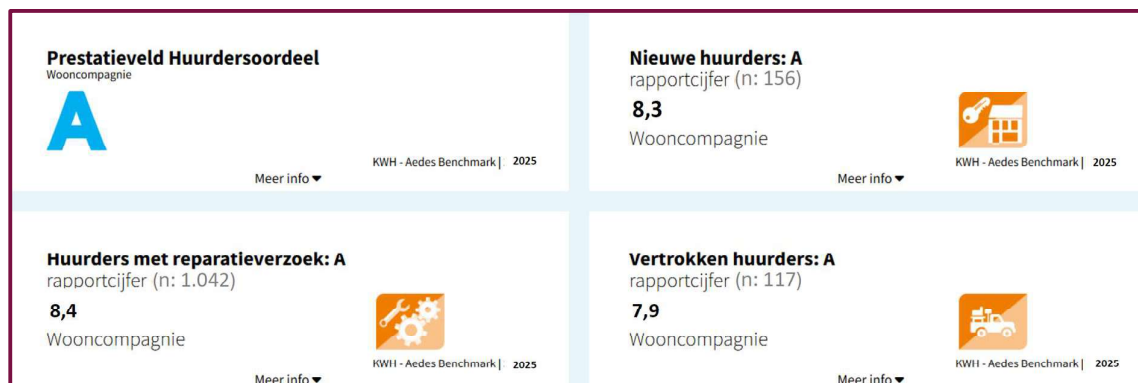 Prestatieveld Huurdersoordeel
Wooncompagnie
A
KWH - Aedes Benchmark | 2025
Meer info
Nieuwe huurders: A
rapportcijfer (n: 156)
8,3
Wooncompagnie
KWH - Aedes Benchmark | 2025
Meer info
Huurders met reparatieverzoek: A
rapportcijfer (n: 1.042)
8,4
Wooncompagnie
KWH - Aedes Benchmark | 2025
Meer info
Vertrokken huurders: A
rapportcijfer (n: 117)
7,9
Wooncompagnie
KWH - Aedes Benchmark | 2025
Meer info